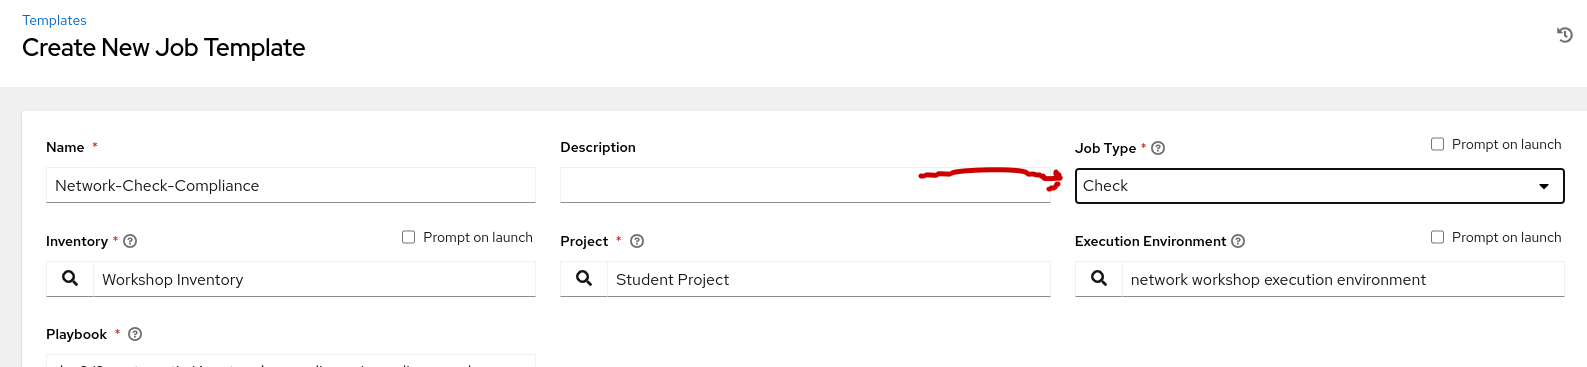 Templates
Create New Job Template
Name *
Description
Job Type * ?
Prompt on launch
Network-Check-Compliance
Check
Inventory * ?
Prompt on launch
Project * ?
Execution Environment ?
Prompt on launch
Workshop Inventory
Student Project
network workshop execution environment
Playbook * ?